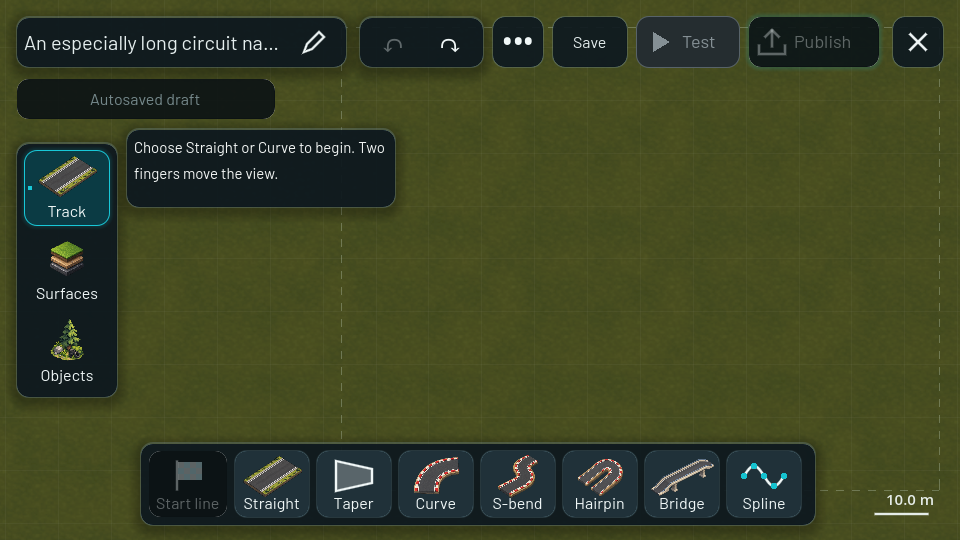 An especially long circuit na...
Save
Test
Publish
Autosaved draft
Choose Straight or Curve to begin. Two
fingers move the view.
Track
Surfaces
Objects
Start line
Straight
Taper
Curve
S-bend
Hairpin
Bridge
Spline
10.0 m